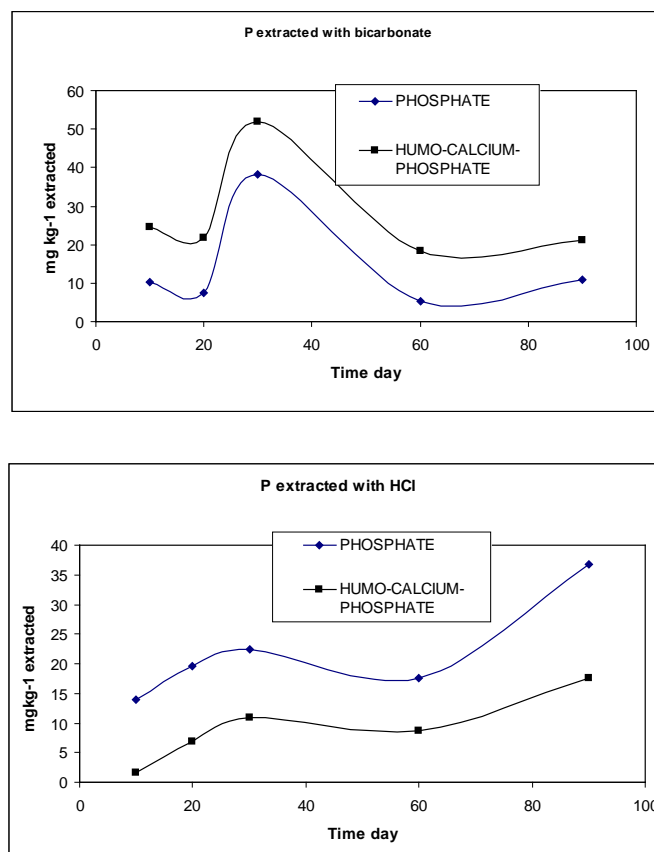 P extracted with bicarbonate
PHOSPHATE
HUMO-CALCIUM-
PHOSPHATE
mg kg-1 extracted
60
50
40
30
20
10
0
0 20 40 60 80 100
Time day
P extracted with HCl
PHOSPHATE
HUMO-CALCIUM-
PHOSPHATE
mgkg-1 extracted
40
35
30
25
20
15
10
5
0
0 20 40 60 80 100
Time day